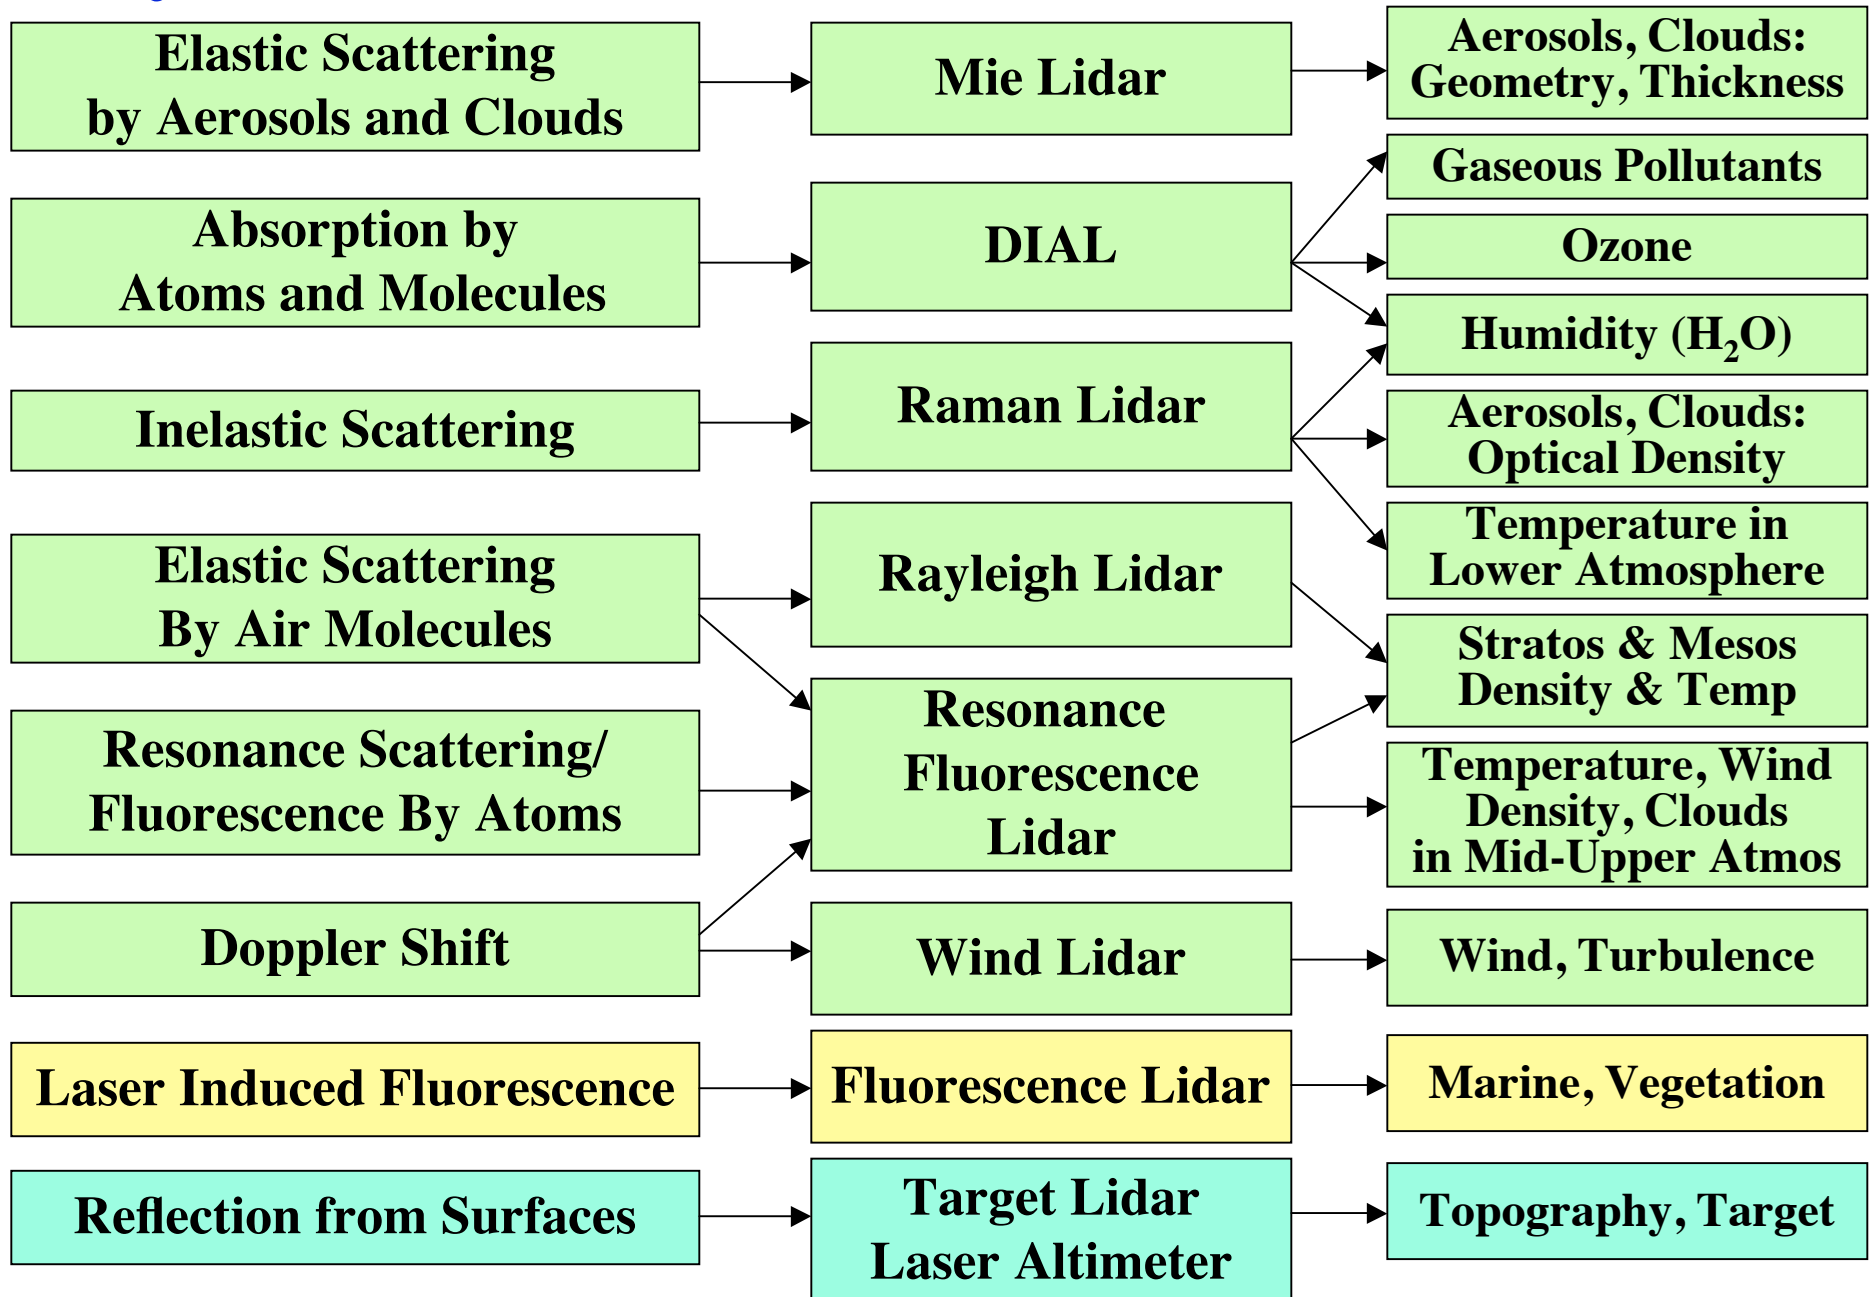 Elastic Scattering
by Aerosols and Clouds
Mie Lidar
Aerosols, Clouds:
Geometry, Thickness
Gaseous Pollutants
Absorption by
Atoms and Molecules
DIAL
Ozone
Humidity (H₂O)
Inelastic Scattering
Raman Lidar
Aerosols, Clouds:
Optical Density
Temperature in
Lower Atmosphere
Elastic Scattering
By Air Molecules
Rayleigh Lidar
Stratos & Mesos
Density & Temp
Resonance Scattering/
Fluorescence By Atoms
Resonance
Fluorescence
Lidar
Temperature, Wind
Density, Clouds
in Mid-Upper Atmos
Doppler Shift
Wind Lidar
Wind, Turbulence
Laser Induced Fluorescence
Fluorescence Lidar
Marine, Vegetation
Reflection from Surfaces
Target Lidar
Laser Altimeter
Topography, Target